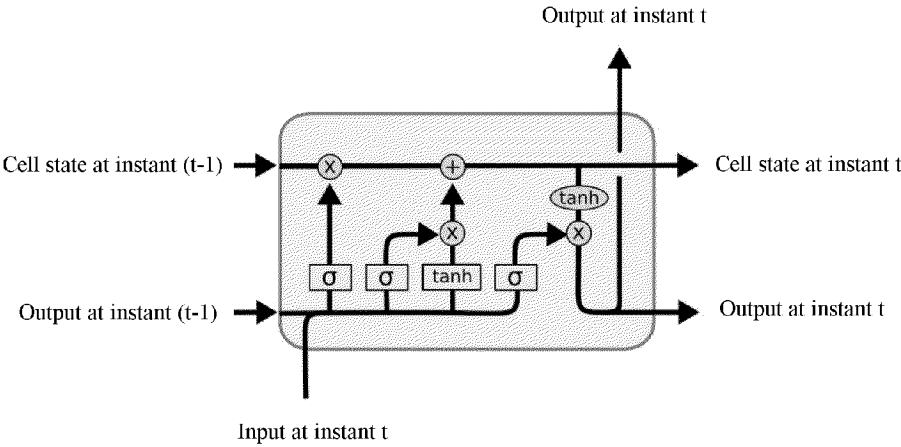 Output at instant t
Cell state at instant (t-1)
x
+
Cell state at instant t
tanh
x
x
σ
σ
tanh
σ
Output at instant (t-1)
Output at instant t
Input at instant t